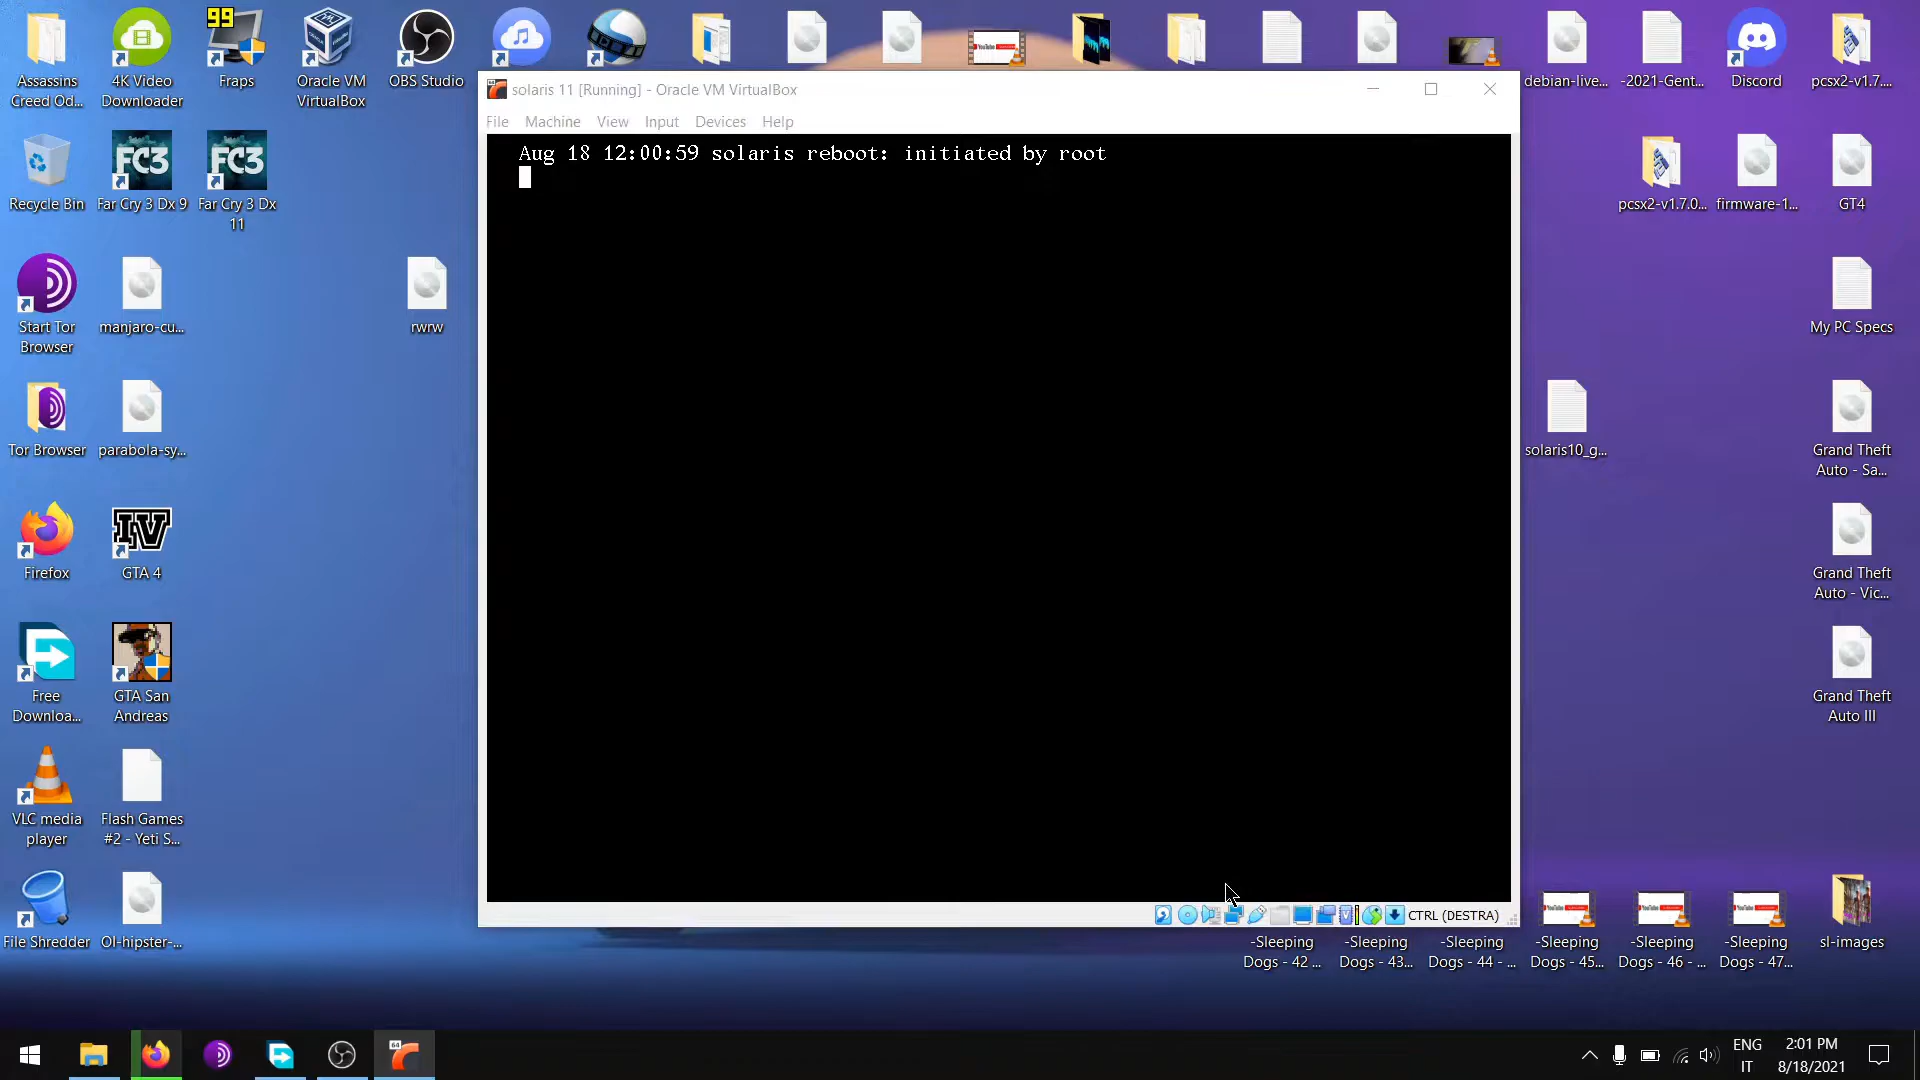 Assassins
Creed Od...
4K Video
Downloader
99
Fraps
Oracle VM
VirtualBox
OBS Studio
debian-live...
-2021-Gent...
Discord
pcsx2-v1.7....
solaris 11 [Running] - Oracle VM VirtualBox
File Machine View Input Devices Help
Aug 18 12:00:59 solaris reboot: initiated by root
Recycle Bin
FC3
Far Cry 3 Dx 9
FC3
Far Cry 3 Dx
11
pcsx2-v1.7.0...
firmware-1...
GT4
Start Tor
Browser
manjaro-cu...
rwrw
My PC Specs
Tor Browser
parabola-sy...
solaris10_g...
Grand Theft
Auto - Sa...
Firefox
IV
GTA 4
Grand Theft
Auto - Vic...
Free
Downloa...
GTA San
Andreas
Grand Theft
Auto III
VLC media
player
Flash Games
#2 - Yeti S...
File Shredder
OI-hipster-...
CTRL (DESTRA)
-Sleeping
Dogs - 42 ...
-Sleeping
Dogs - 43...
-Sleeping
Dogs - 44 - ...
-Sleeping
Dogs - 45...
-Sleeping
Dogs - 46 - ...
-Sleeping
Dogs - 47...
sl-images
64
ENG
IT
2:01 PM
8/18/2021